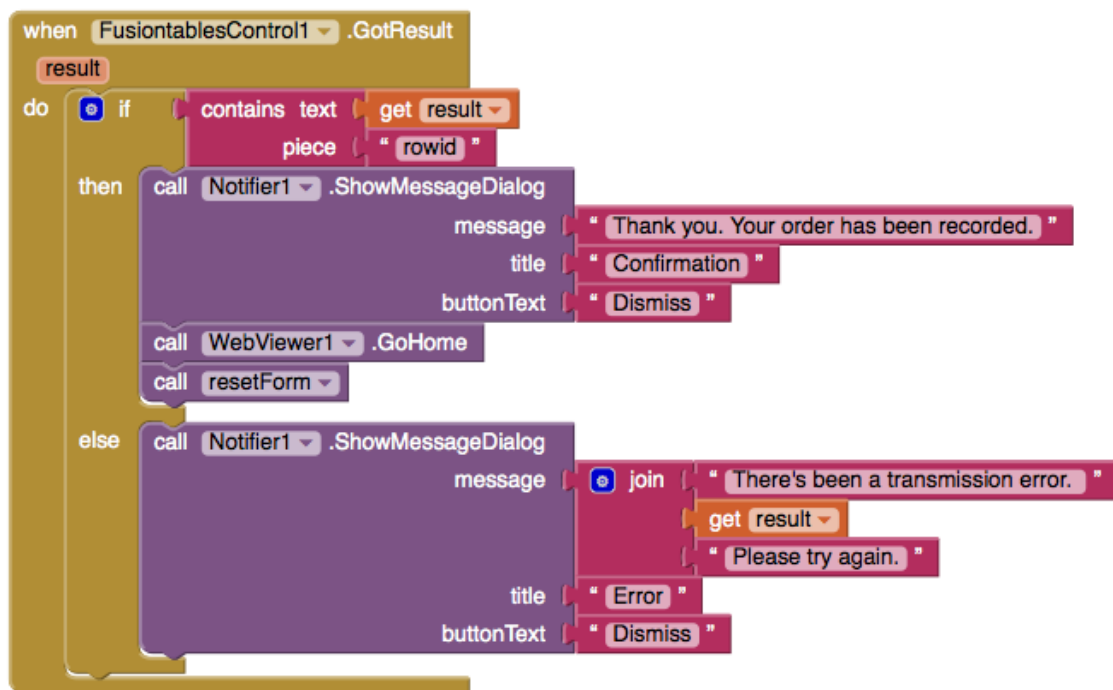 when FusiontablesControl1 .GotResult
result
do if contains text get result
piece " rowid "
then call Notifier1 .ShowMessageDialog
message " Thank you. Your order has been recorded. "
title " Confirmation "
buttonText " Dismiss "
call WebViewer1 .GoHome
call resetForm
else call Notifier1 .ShowMessageDialog
message join " There's been a transmission error. "
get result
" Please try again. "
title " Error "
buttonText " Dismiss "